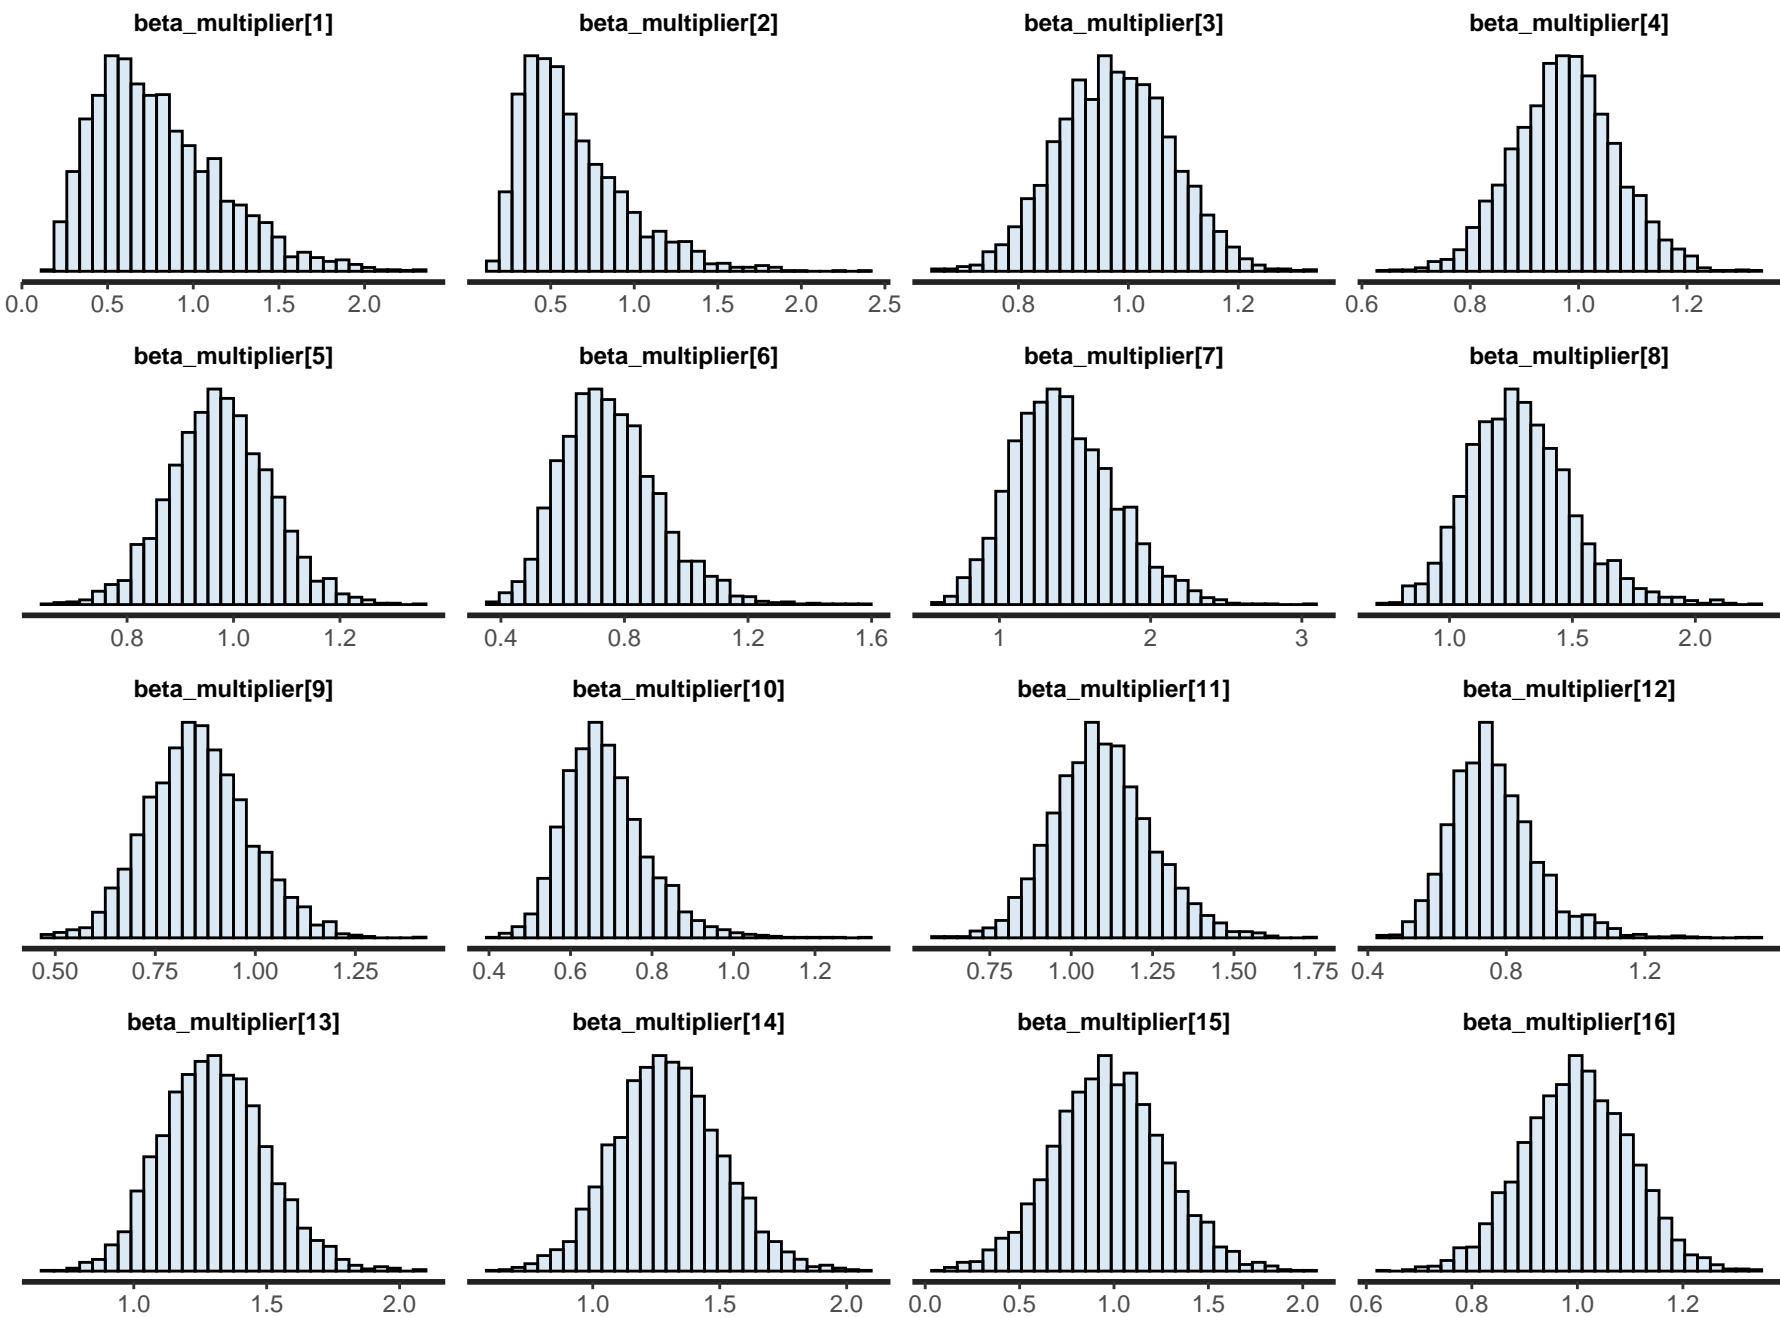 beta_multiplier[1] beta_multiplier[2] beta_multiplier[3] beta_multiplier[4]
0.0 0.5 1.0 1.5 2.0 0.5 1.0 1.5 2.0 2.5 0.8 1.0 1.2 0.6 0.8 1.0 1.2
beta_multiplier[5] beta_multiplier[6] beta_multiplier[7] beta_multiplier[8]
0.8 1.0 1.2 0.4 0.8 1.2 1.6 1 2 3 1.0 1.5 2.0
beta_multiplier[9] beta_multiplier[10] beta_multiplier[11] beta_multiplier[12]
0.50 0.75 1.00 1.25 0.4 0.6 0.8 1.0 1.2 0.75 1.00 1.25 1.50 1.75 0.4 0.8 1.2
beta_multiplier[13] beta_multiplier[14] beta_multiplier[15] beta_multiplier[16]
1.0 1.5 2.0 1.0 1.5 2.0 0.0 0.5 1.0 1.5 2.0 0.6 0.8 1.0 1.2